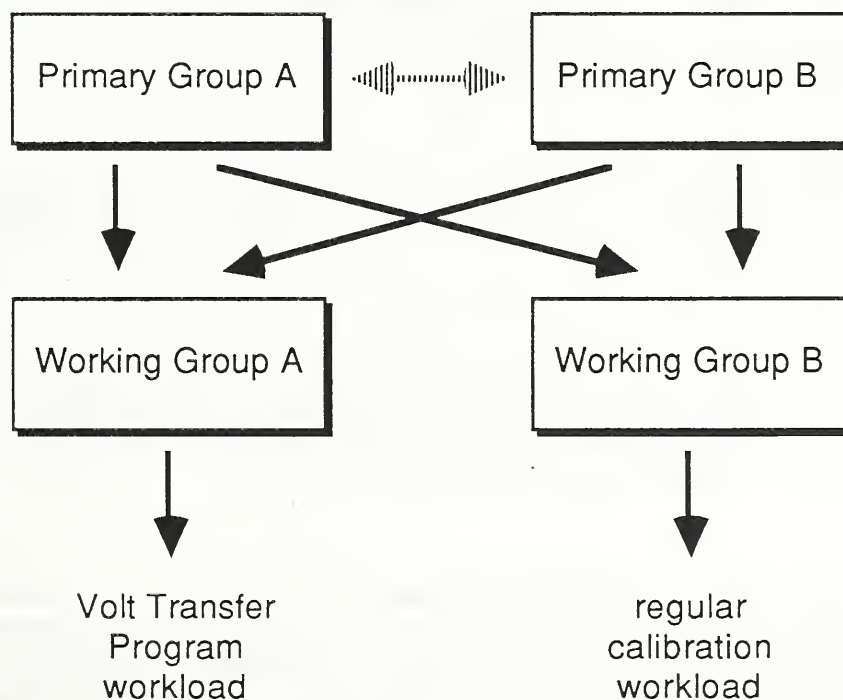 Primary Group A
Primary Group B
Working Group A
Working Group B
Volt Transfer
Program
workload
regular
calibration
workload